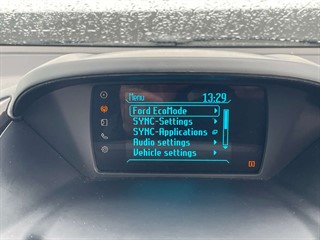 Menu 13:29
Ford EcoMode
SYNC-Settings
SYNC-Applications
Audio settings
Vehicle settings